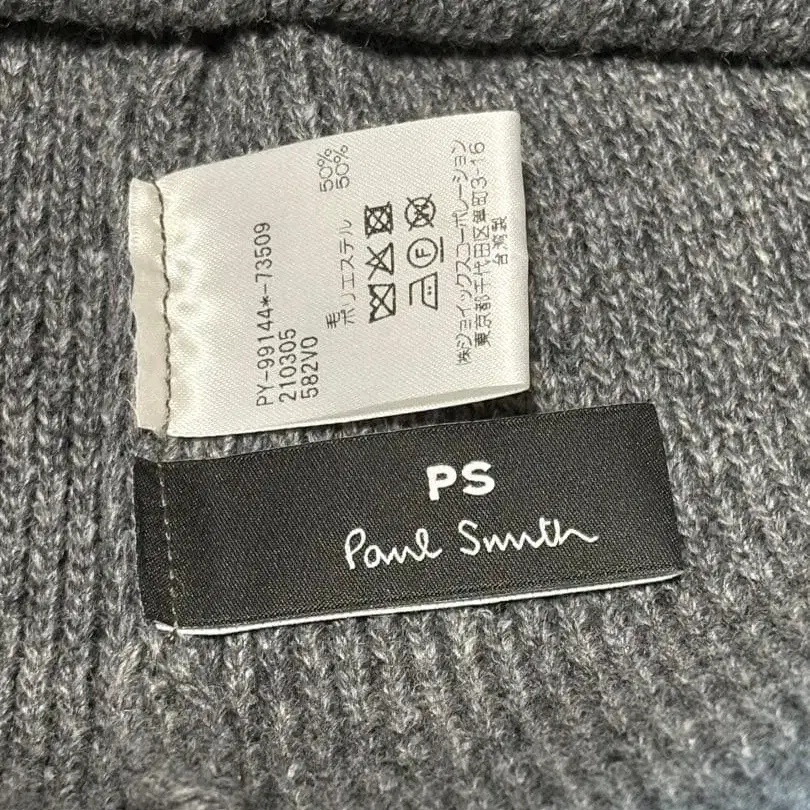 PY-99144*-73509
210305
582V0
毛 50%
ポリエステル 50%
F
㈱ジョイックスコーポレーション
東京都千代田区麹町3-16
台湾製
PS
Paul Smith